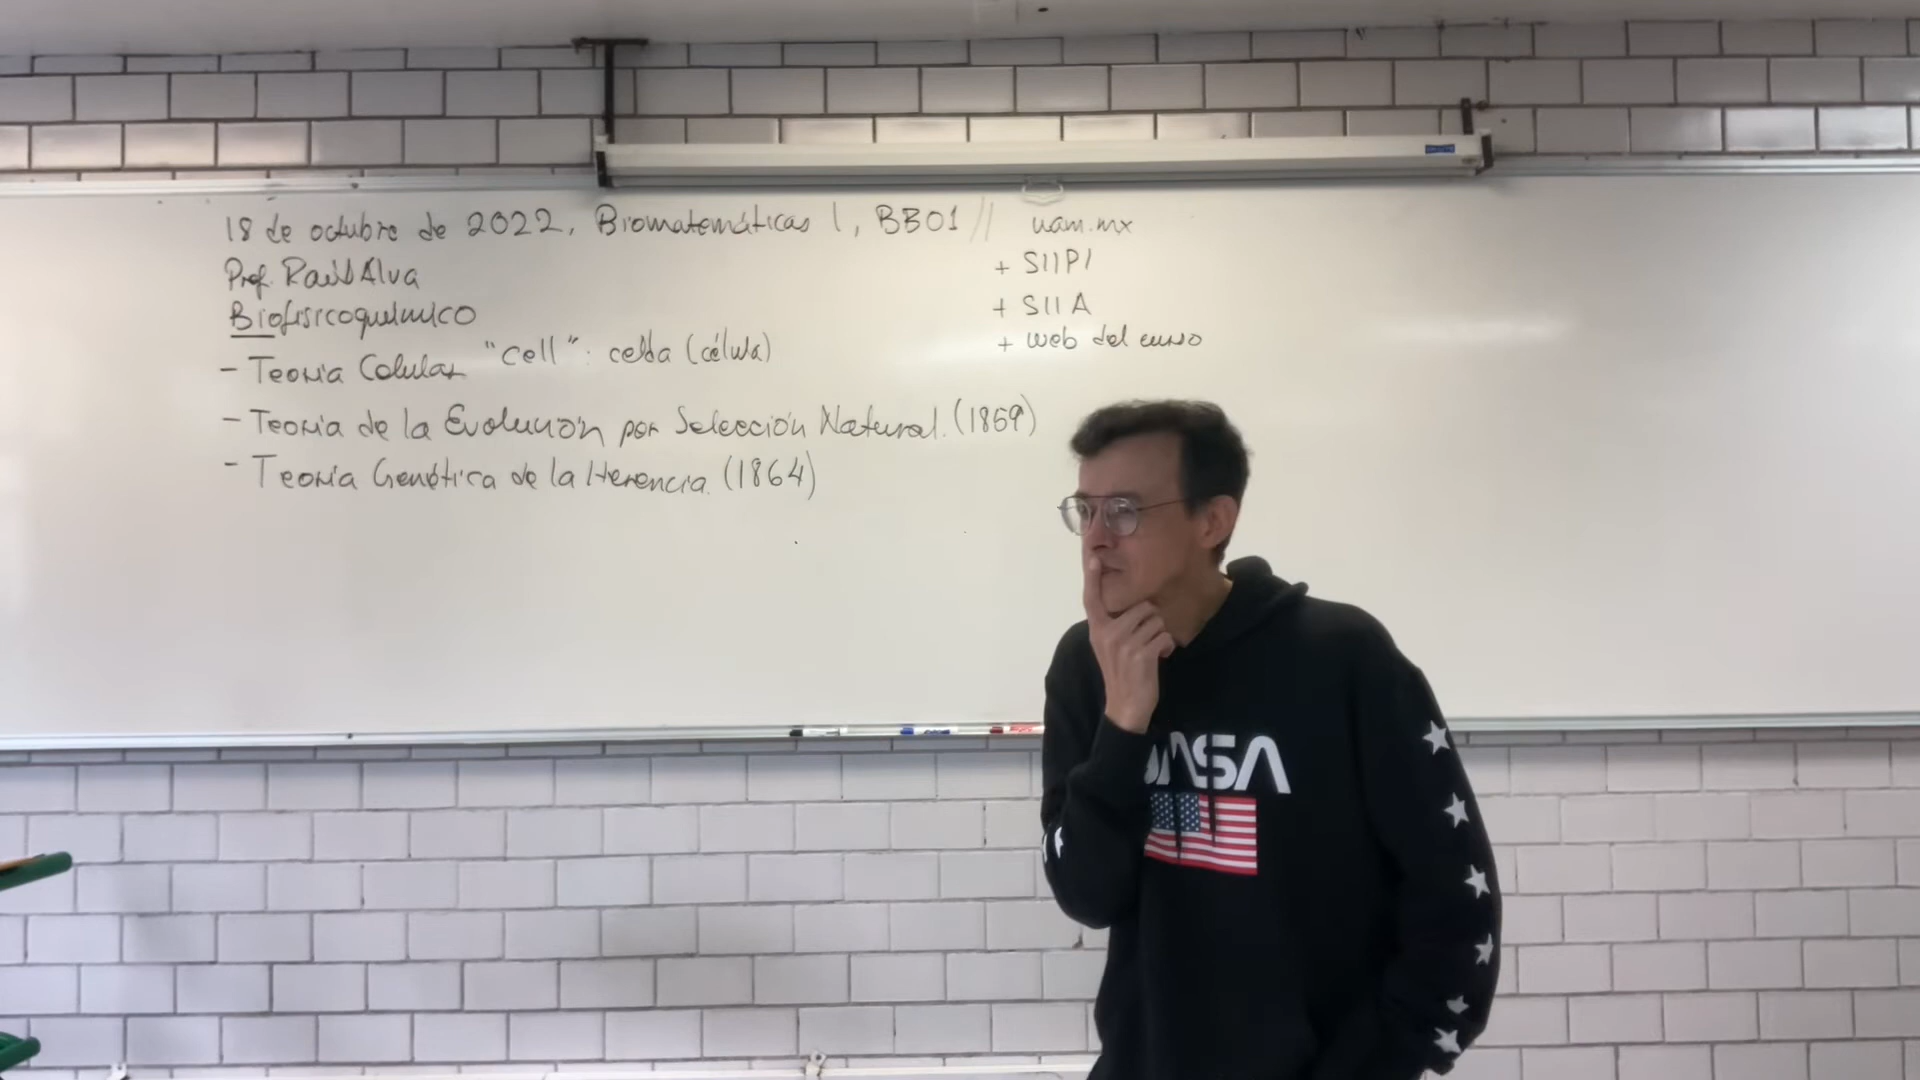 18 de octubre de 2022, Biomatemáticas I, BB01 //
Prof. Raúl Alva
Biofisicoquímico
- Teoría Celular "cell": celda (célula)
- Teoría de la Evolución por Selección Natural. (1859)
- Teoría Genética de la Herencia. (1864)
uam.mx
+ SIIPI
+ SIIA
+ web del curso
NASA